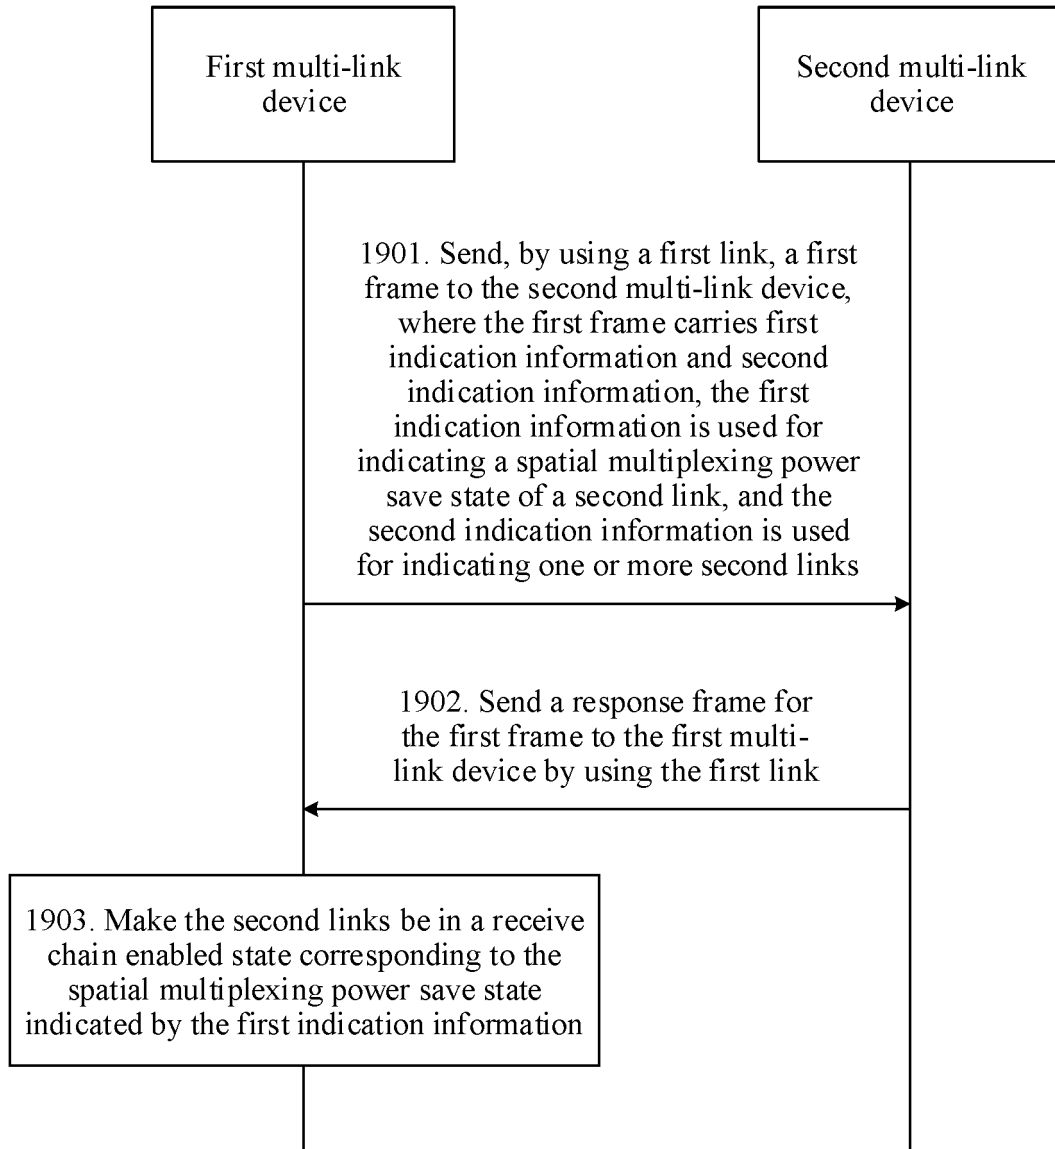 First multi-link
device
Second multi-link
device
1901. Send, by using a first link, a first
frame to the second multi-link device,
where the first frame carries first
indication information and second
indication information, the first
indication information is used for
indicating a spatial multiplexing power
save state of a second link, and the
second indication information is used
for indicating one or more second links
1902. Send a response frame for
the first frame to the first multi-
link device by using the first link
1903. Make the second links be in a receive
chain enabled state corresponding to the
spatial multiplexing power save state
indicated by the first indication information